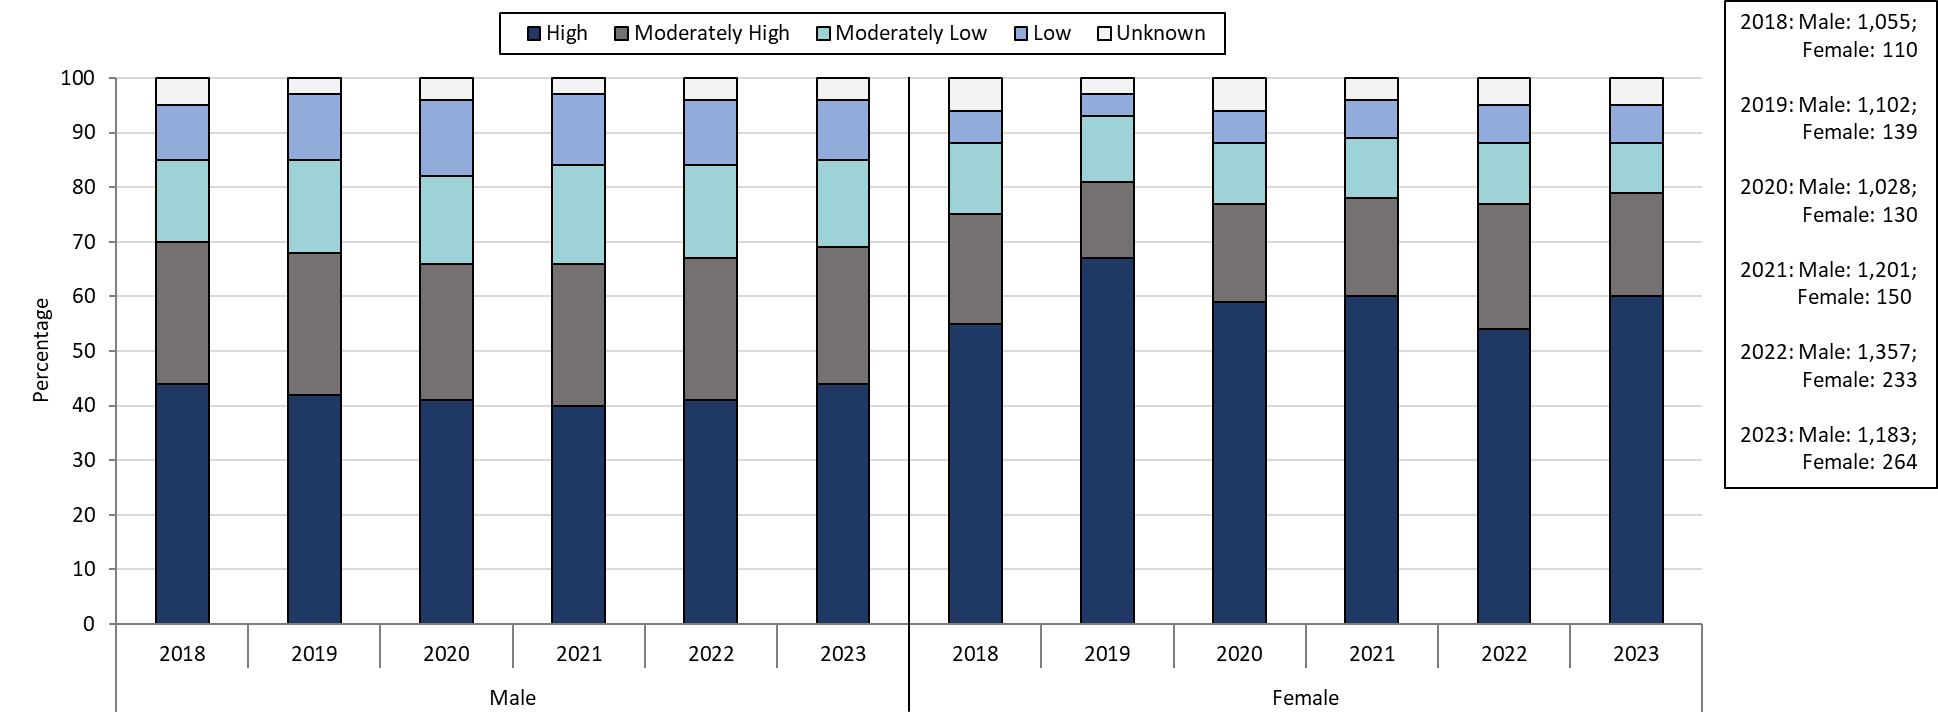 High Moderately High Moderately Low Low Unknown
2018: Male: 1,055;
Female: 110
2019: Male: 1,102;
Female: 139
2020: Male: 1,028;
Female: 130
2021: Male: 1,201;
Female: 150
2022: Male: 1,357;
Female: 233
2023: Male: 1,183;
Female: 264
Percentage
100
90
80
70
60
50
40
30
20
10
0
2018 2019 2020 2021 2022 2023 2018 2019 2020 2021 2022 2023
Male Female